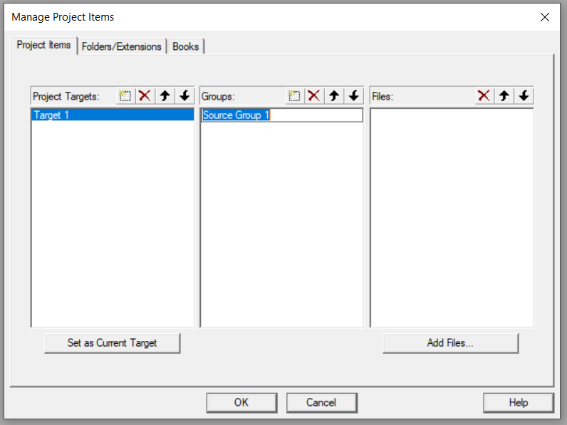 Manage Project Items
Project Items Folders/Extensions Books
Project Targets: Groups: Files:
Target 1 Source Group 1
Set as Current Target Add Files...
OK Cancel Help